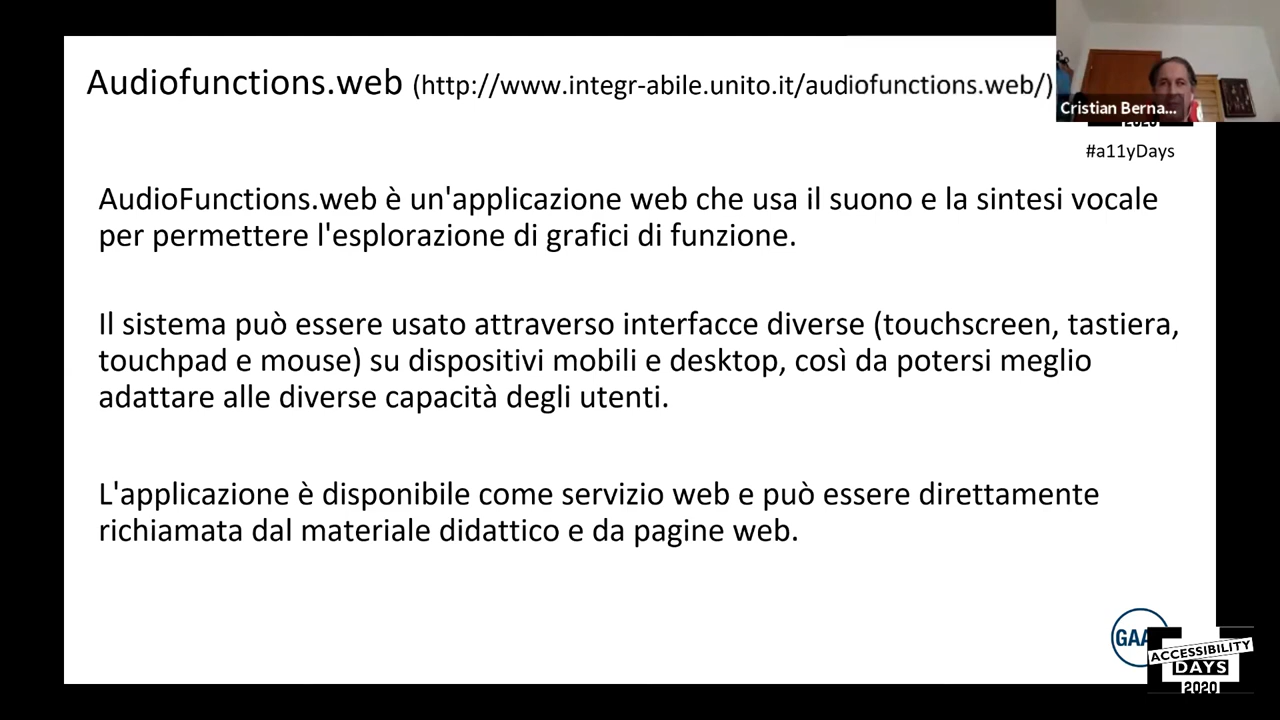 Audiofunctions.web (http://www.integr-abile.unito.it/audiofunctions.web/)
Cristian Berna...
2020
#a11yDays
AudioFunctions.web è un'applicazione web che usa il suono e la sintesi vocale
per permettere l'esplorazione di grafici di funzione.
Il sistema può essere usato attraverso interfacce diverse (touchscreen, tastiera,
touchpad e mouse) su dispositivi mobili e desktop, così da potersi meglio
adattare alle diverse capacità degli utenti.
L'applicazione è disponibile come servizio web e può essere direttamente
richiamata dal materiale didattico e da pagine web.
ACCESSIBILITY
DAYS
2020